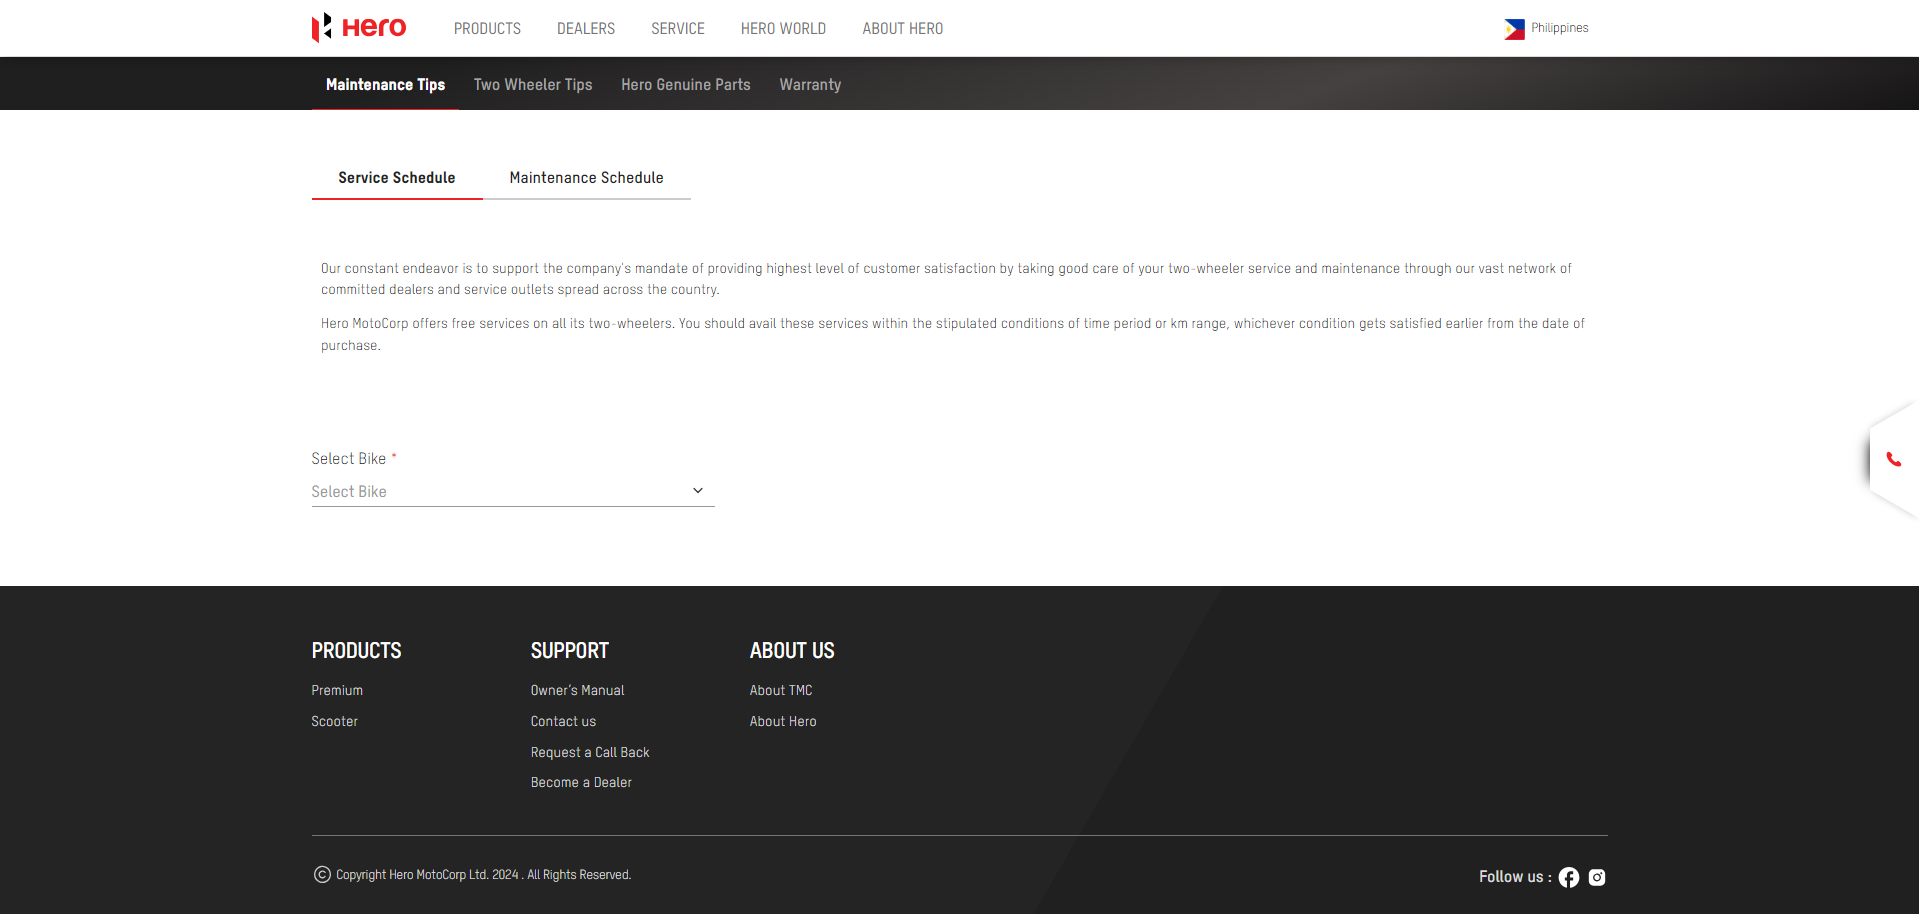 Hero
PRODUCTS DEALERS SERVICE HERO WORLD ABOUT HERO
Philippines
Maintenance Tips Two Wheeler Tips Hero Genuine Parts Warranty
Service Schedule Maintenance Schedule
Our constant endeavor is to support the company's mandate of providing highest level of customer satisfaction by taking good care of your two-wheeler service and maintenance through our vast network of
committed dealers and service outlets spread across the country.
Hero MotoCorp offers free services on all its two-wheelers. You should avail these services within the stipulated conditions of time period or km range, whichever condition gets satisfied earlier from the date of
purchase.
Select Bike *
Select Bike
PRODUCTS
Premium
Scooter
SUPPORT
Owner's Manual
Contact us
Request a Call Back
Become a Dealer
ABOUT US
About TMC
About Hero
© Copyright Hero MotoCorp Ltd. 2024 . All Rights Reserved.
Follow us :